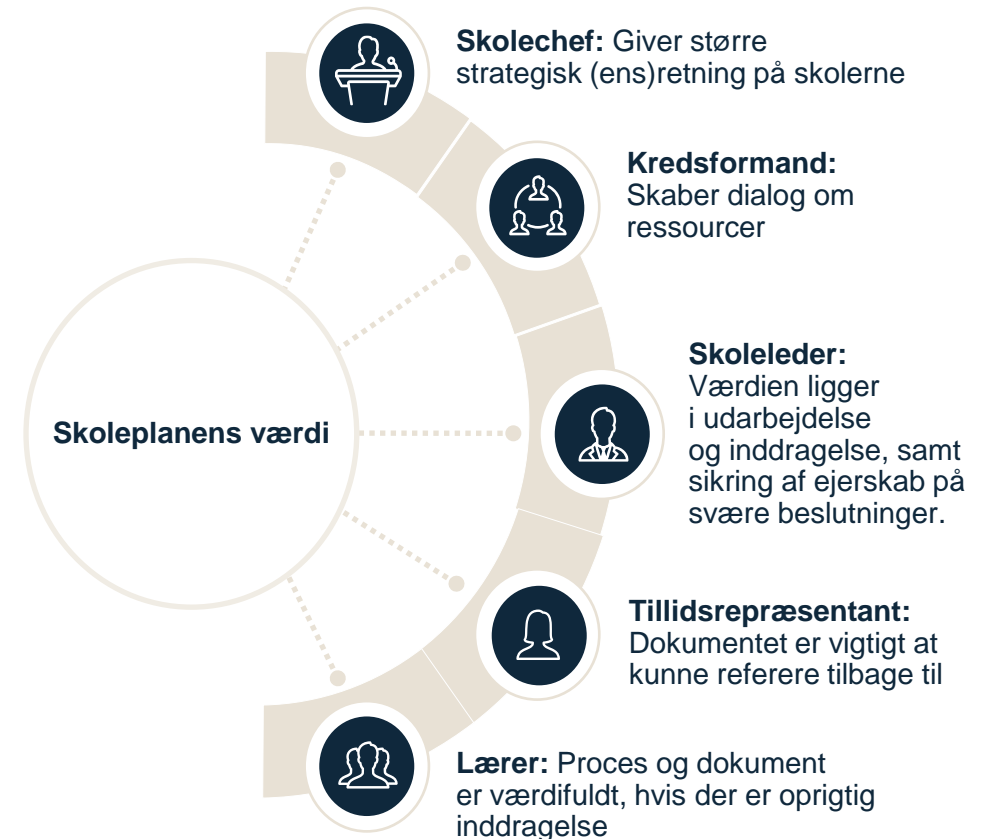 Skolechef: Giver større
strategisk (ens)retning på skolerne
Kredsformand:
Skaber dialog om
ressourcer
Skoleplanens værdi
Skoleleder:
Værdien ligger
i udarbejdelse
og inddragelse, samt
sikring af ejerskab på
svære beslutninger.
Tillidsrepræsentant:
Dokumentet er vigtigt at
kunne referere tilbage til
Lærer: Proces og dokument
er værdifuldt, hvis der er oprigtig
inddragelse